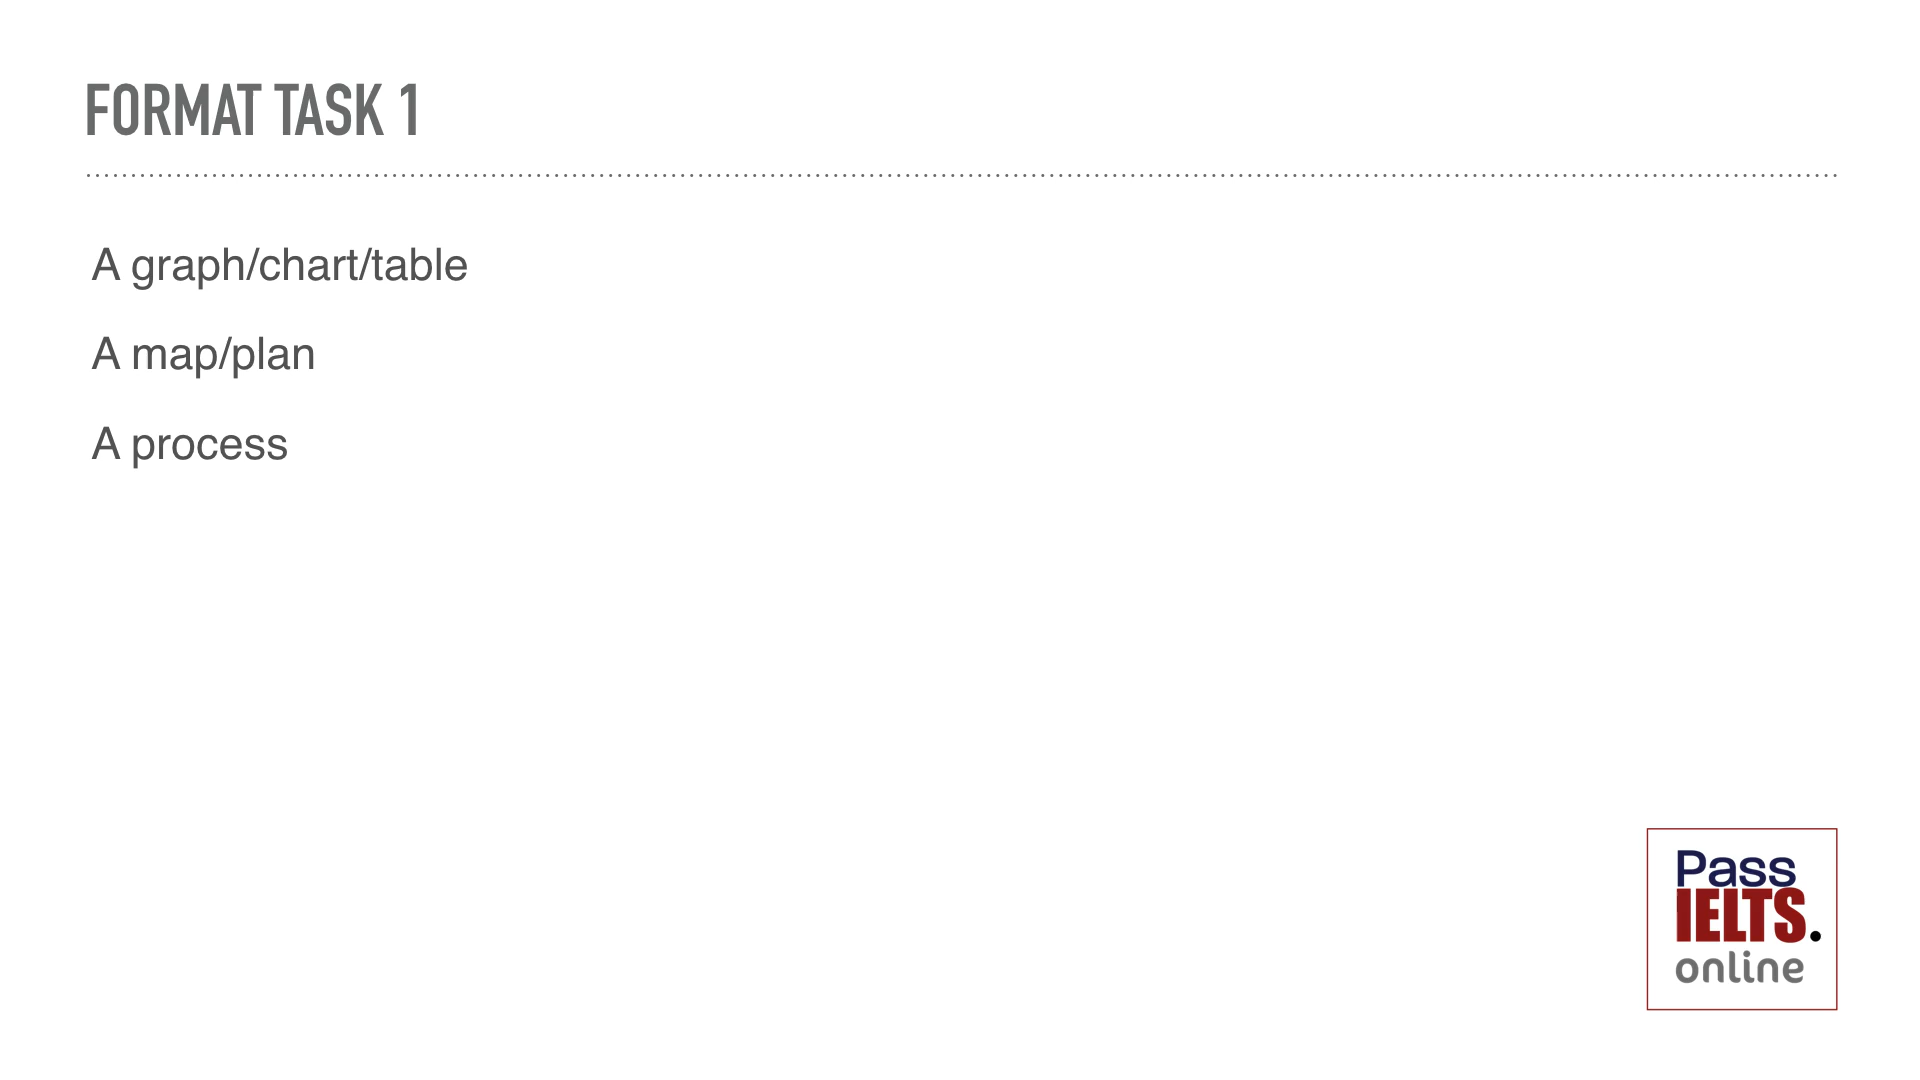 FORMAT TASK 1
A graph/chart/table
A map/plan
A process
Pass
IELTS.
online